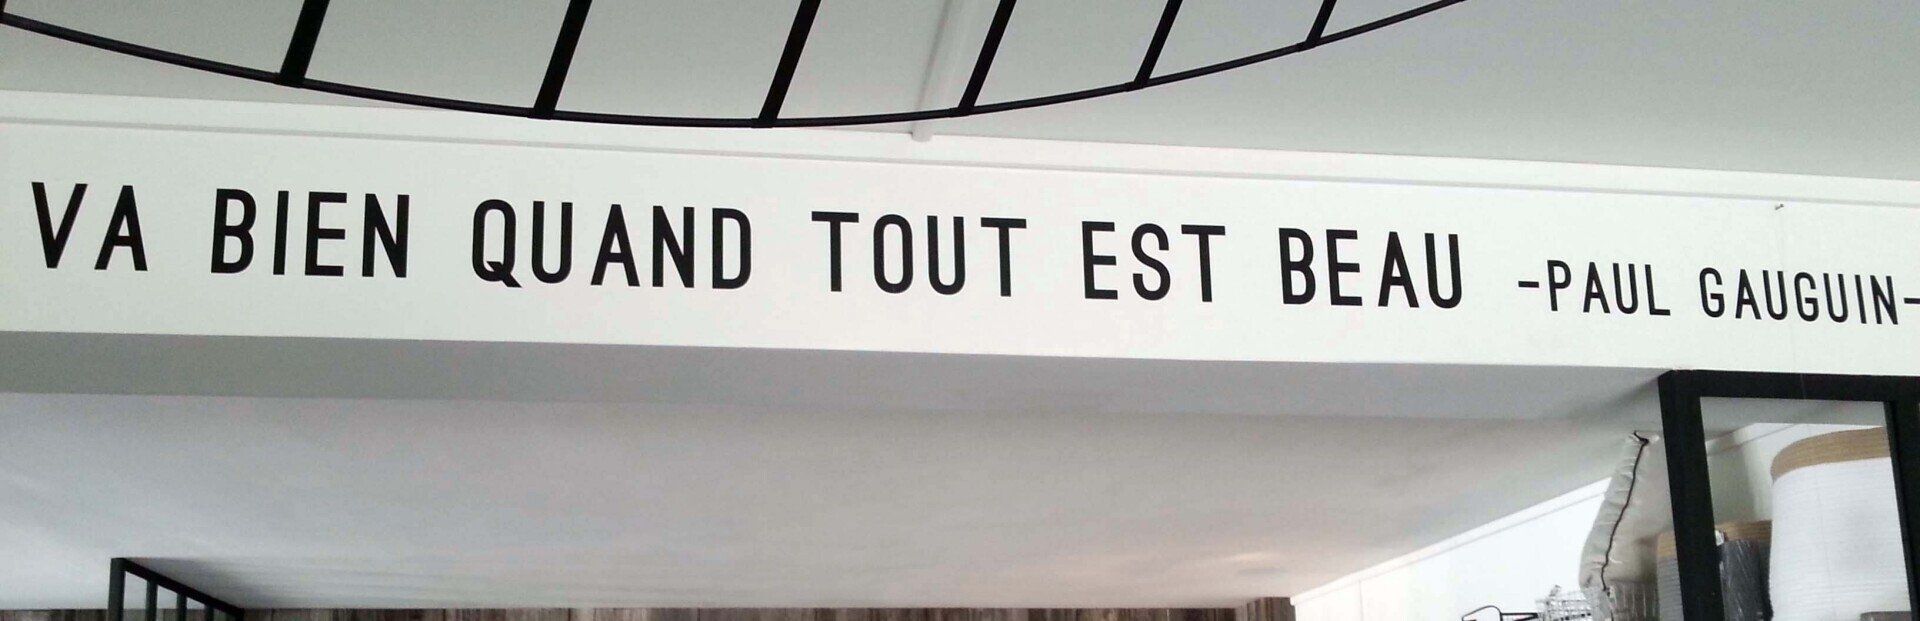 VA BIEN QUAND TOUT EST BEAU -PAUL GAUGUIN-